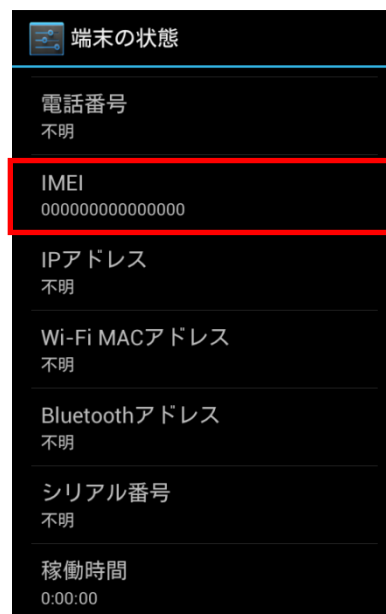 端末の状態
電話番号
不明
IMEI
000000000000000
IPアドレス
不明
Wi-Fi MACアドレス
不明
Bluetoothアドレス
不明
シリアル番号
不明
稼働時間
0:00:00